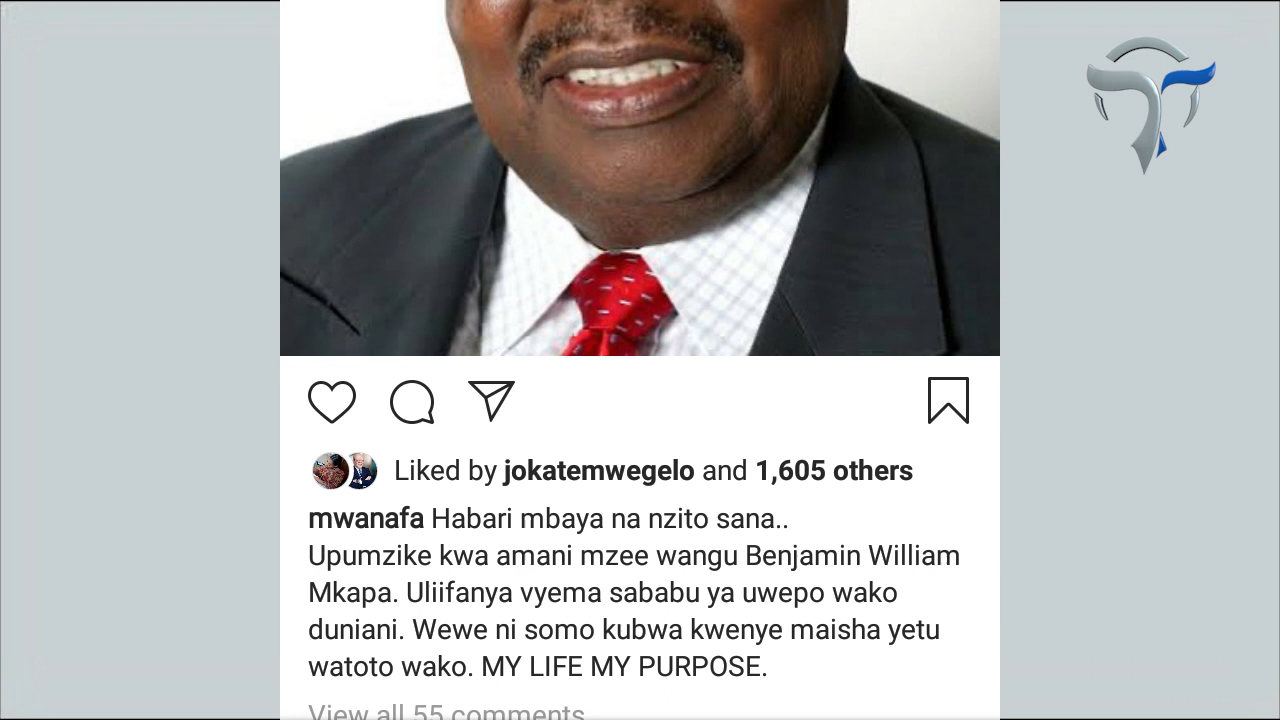 Liked by jokatemwegelo and 1,605 others
mwanafa Habari mbaya na nzito sana..
Upumzike kwa amani mzee wangu Benjamin William
Mkapa. Uliifanya vyema sababu ya uwepo wako
duniani. Wewe ni somo kubwa kwenye maisha yetu
watoto wako. MY LIFE MY PURPOSE.
View all 55 comments